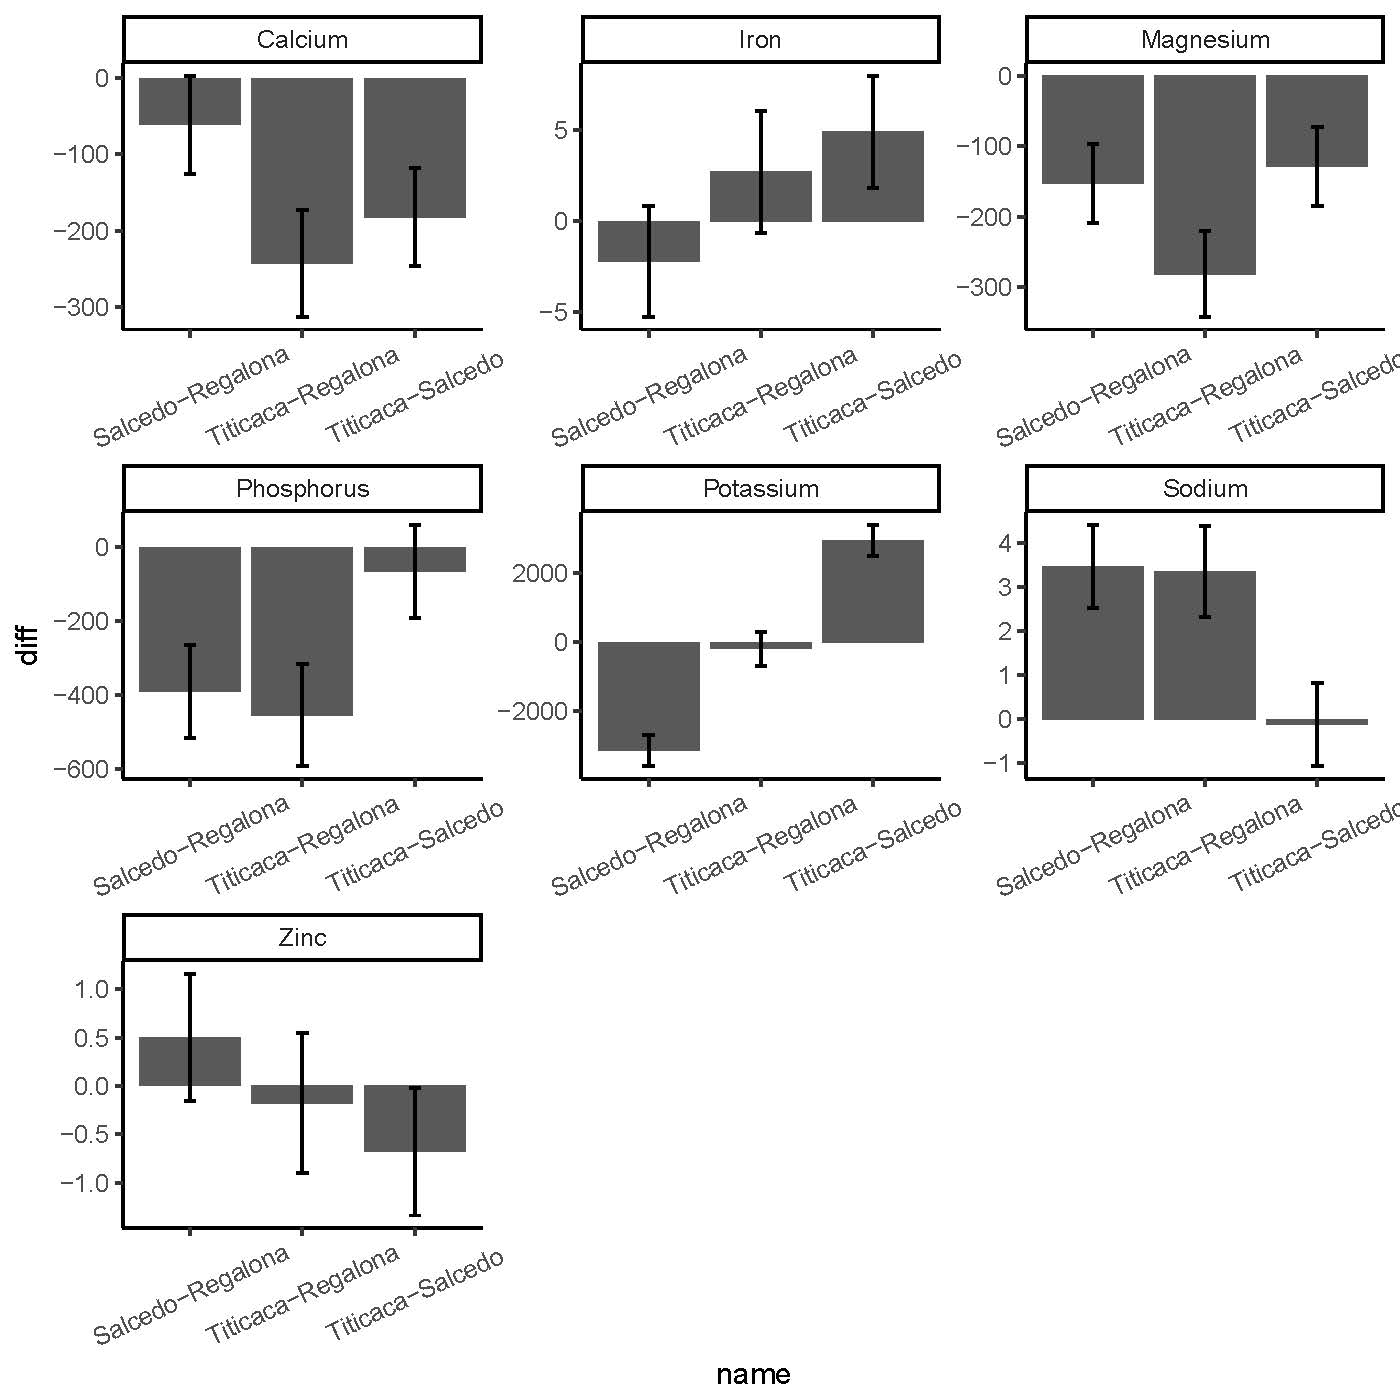 Calcium
0
−100
−200
−300
Salcedo−Regalona
Titicaca−Regalona
Titicaca−Salcedo
Iron
5
0
−5
Salcedo−Regalona
Titicaca−Regalona
Titicaca−Salcedo
Magnesium
0
−100
−200
−300
Salcedo−Regalona
Titicaca−Regalona
Titicaca−Salcedo
diff
Phosphorus
0
−200
−400
−600
Salcedo−Regalona
Titicaca−Regalona
Titicaca−Salcedo
Potassium
2000
0
−2000
Salcedo−Regalona
Titicaca−Regalona
Titicaca−Salcedo
Sodium
4
3
2
1
0
−1
Salcedo−Regalona
Titicaca−Regalona
Titicaca−Salcedo
Zinc
1.0
0.5
0.0
−0.5
−1.0
Salcedo−Regalona
Titicaca−Regalona
Titicaca−Salcedo
name